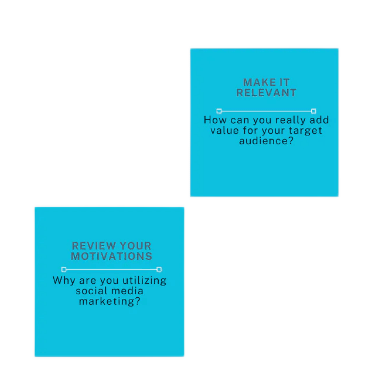 MAKE IT
RELEVANT
How can you really add
value for your target
audience?
REVIEW YOUR
MOTIVATIONS
Why are you utilizing
social media
marketing?